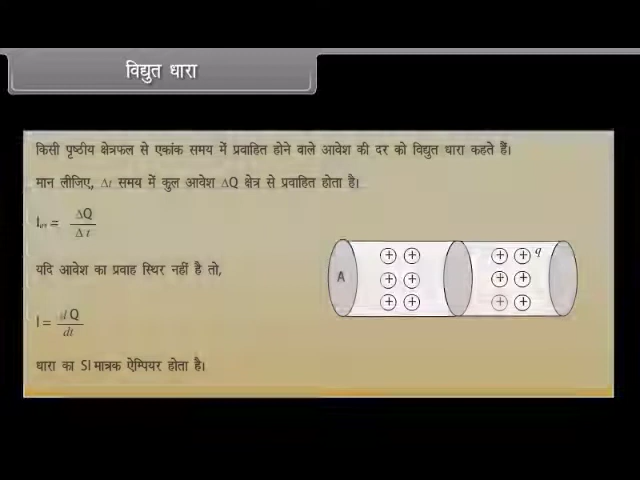 विद्युत धारा
किसी पृष्ठीय क्षेत्रफल से एकांक समय में प्रवाहित होने वाले आवेश की दर को विद्युत धारा कहते हैं।
मान लीजिए, Δt समय में कुल आवेश ΔQ क्षेत्र से प्रवाहित होता है।
Iav = ΔQ / Δt
यदि आवेश का प्रवाह स्थिर नहीं है तो,
I = dQ / dt
धारा का SI मात्रक ऐम्पियर होता है।
A
q